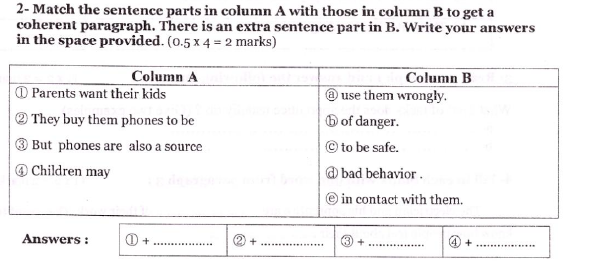 2- Match the sentence parts in column A with those in column B to get a
coherent paragraph. There is an extra sentence part in B. Write your answers
in the space provided. (0.5 x 4 = 2 marks)
Column A
Column B
① Parents want their kids
ⓐ use them wrongly.
② They buy them phones to be
ⓑ of danger.
③ But phones are also a source
ⓒ to be safe.
④ Children may
ⓓ bad behavior.
ⓔ in contact with them.
Answers : ① + ................ ② + ................. ③ + ............... ④ + ................